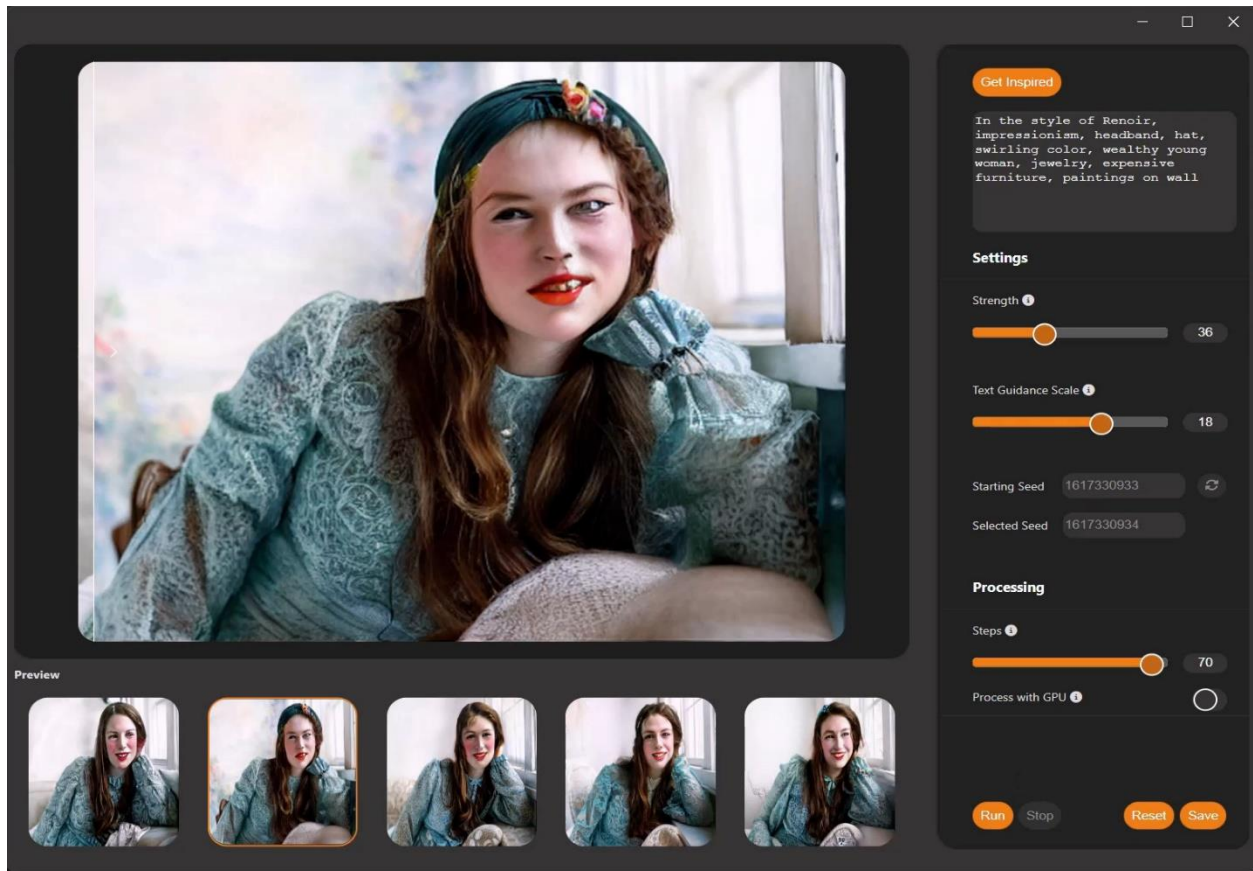 Get Inspired
In the style of Renoir,
impressionism, headband, hat,
swirling color, wealthy young
woman, jewelry, expensive
furniture, paintings on wall
Settings
Strength
36
Text Guidance Scale
18
Starting Seed 1617330933
Selected Seed 1617330934
Processing
Steps
70
Process with GPU
Preview
Run Stop Reset Save